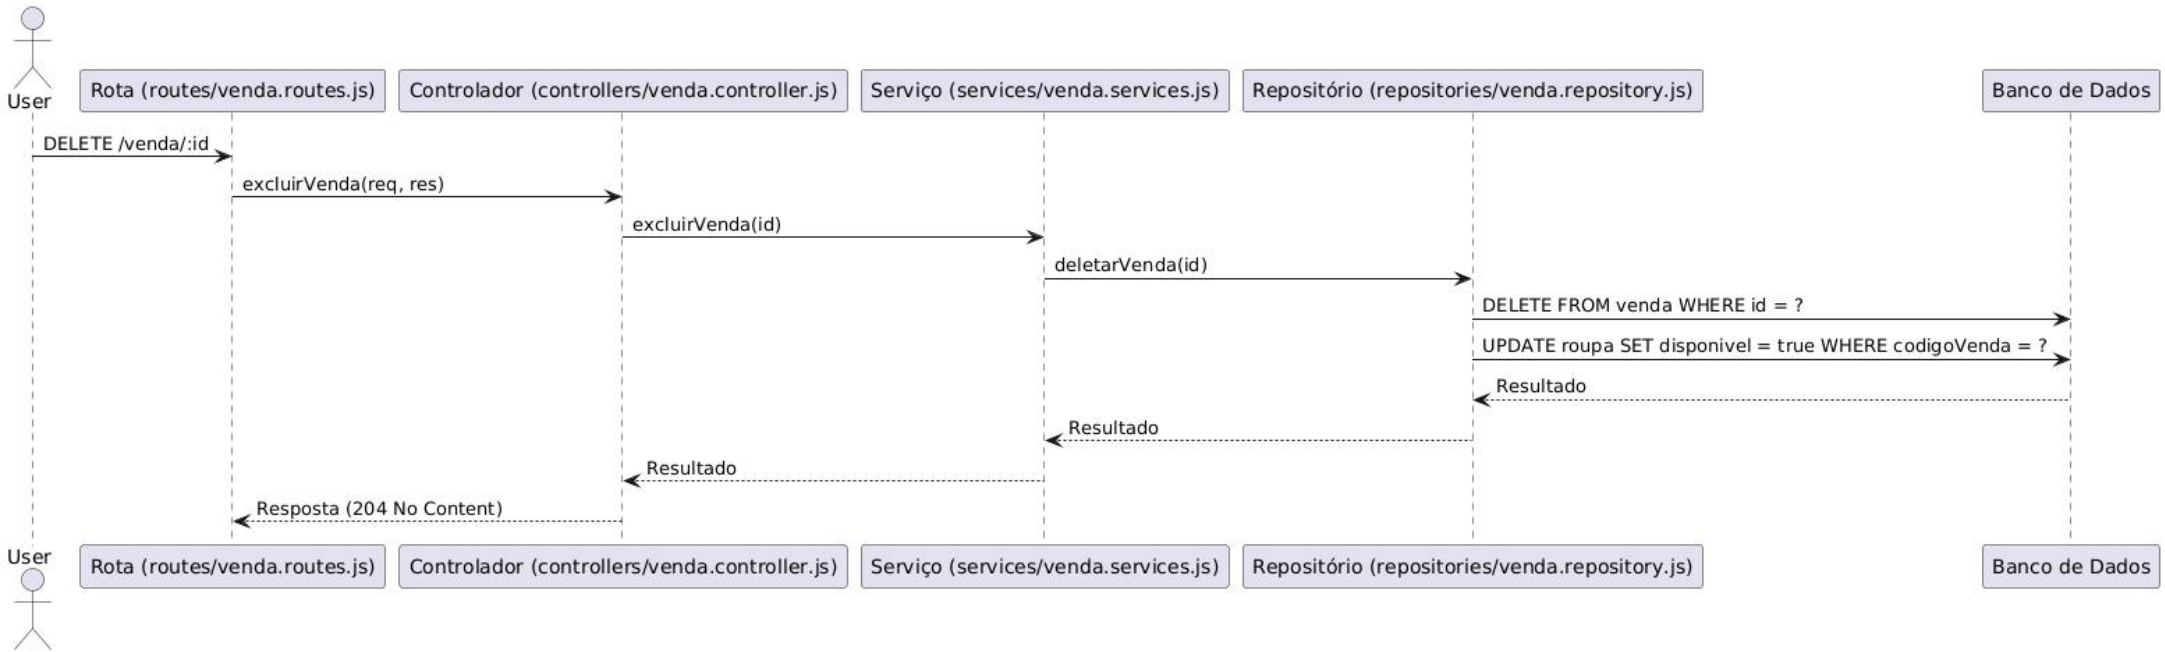 User
Rota (routes/venda.routes.js)
Controlador (controllers/venda.controller.js)
Serviço (services/venda.services.js)
Repositório (repositories/venda.repository.js)
Banco de Dados
DELETE /venda/:id
excluirVenda(req, res)
excluirVenda(id)
deletarVenda(id)
DELETE FROM venda WHERE id = ?
UPDATE roupa SET disponivel = true WHERE codigoVenda = ?
Resultado
Resultado
Resultado
Resposta (204 No Content)
User
Rota (routes/venda.routes.js)
Controlador (controllers/venda.controller.js)
Serviço (services/venda.services.js)
Repositório (repositories/venda.repository.js)
Banco de Dados